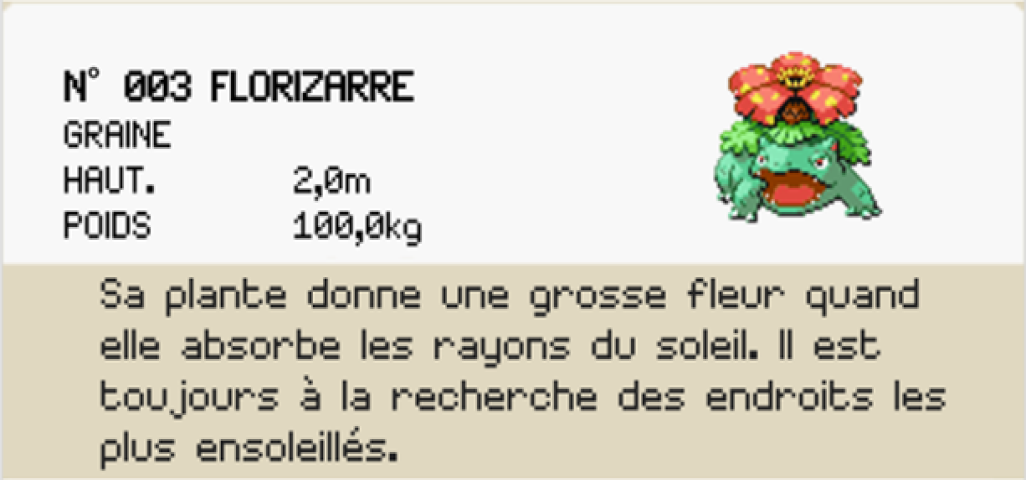 N° 003 FLORIZARRE
GRAINE
HAUT. 2,0m
POIDS 100,0kg
Sa plante donne une grosse fleur quand
elle absorbe les rayons du soleil. Il est
toujours à la recherche des endroits les
plus ensoleillés.